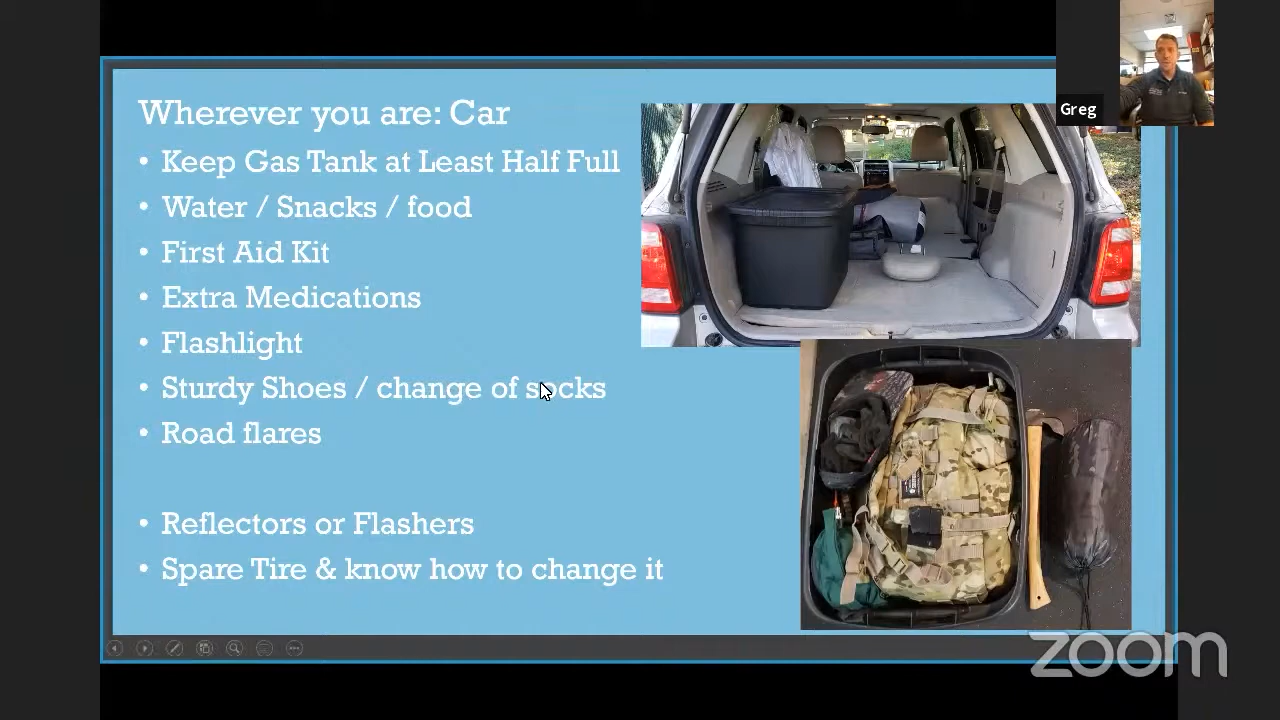 Wherever you are: Car
• Keep Gas Tank at Least Half Full
• Water / Snacks / food
• First Aid Kit
• Extra Medications
• Flashlight
• Sturdy Shoes / change of socks
• Road flares
• Reflectors or Flashers
• Spare Tire & know how to change it
Greg
zoom